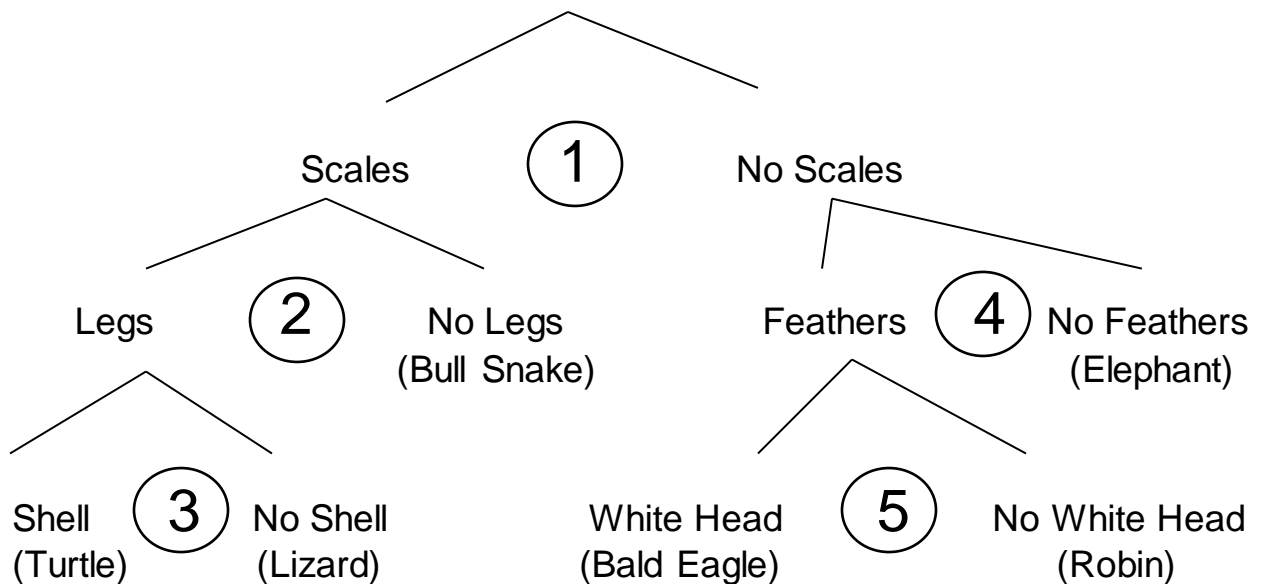 Scales 1 No Scales
Legs 2 No Legs Feathers 4 No Feathers
(Bull Snake) (Elephant)
Shell 3 No Shell White Head 5 No White Head
(Turtle) (Lizard) (Bald Eagle) (Robin)